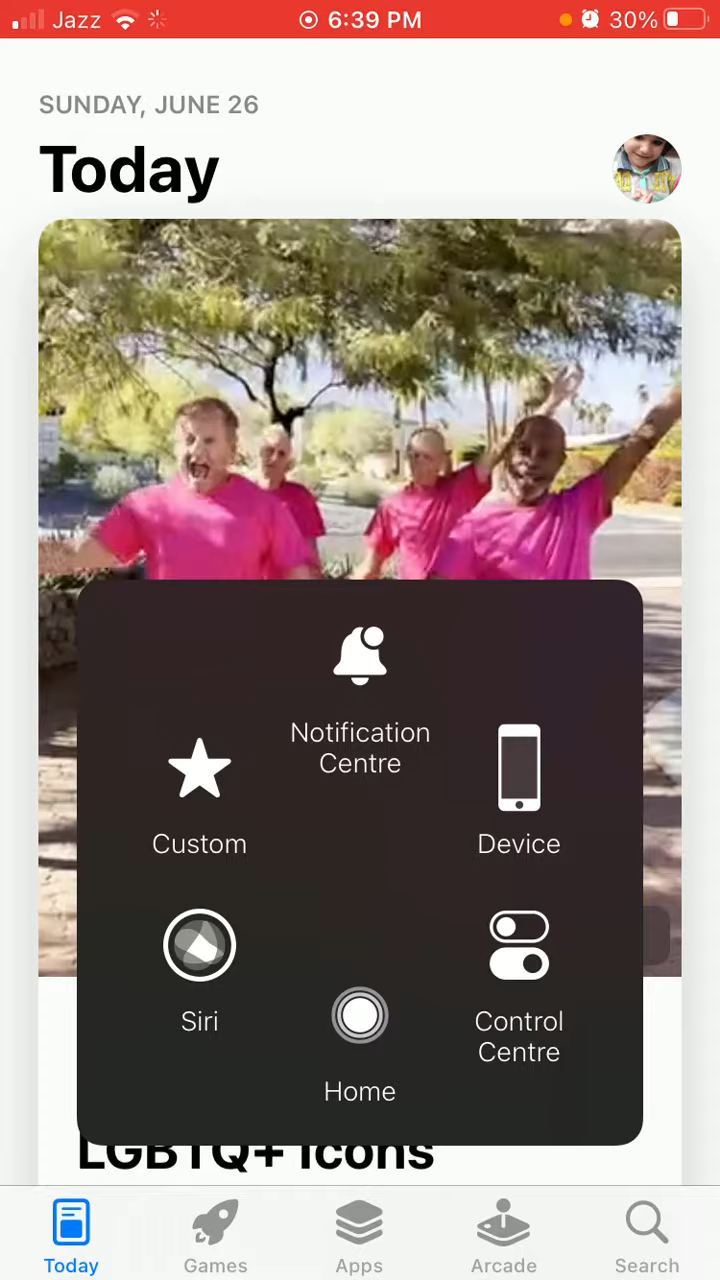 Jazz 6:39 PM 30%
SUNDAY, JUNE 26
Today
Notification
Centre
Custom
Device
Siri
Control
Centre
Home
LGBTQ+ Icons
Today Games Apps Arcade Search